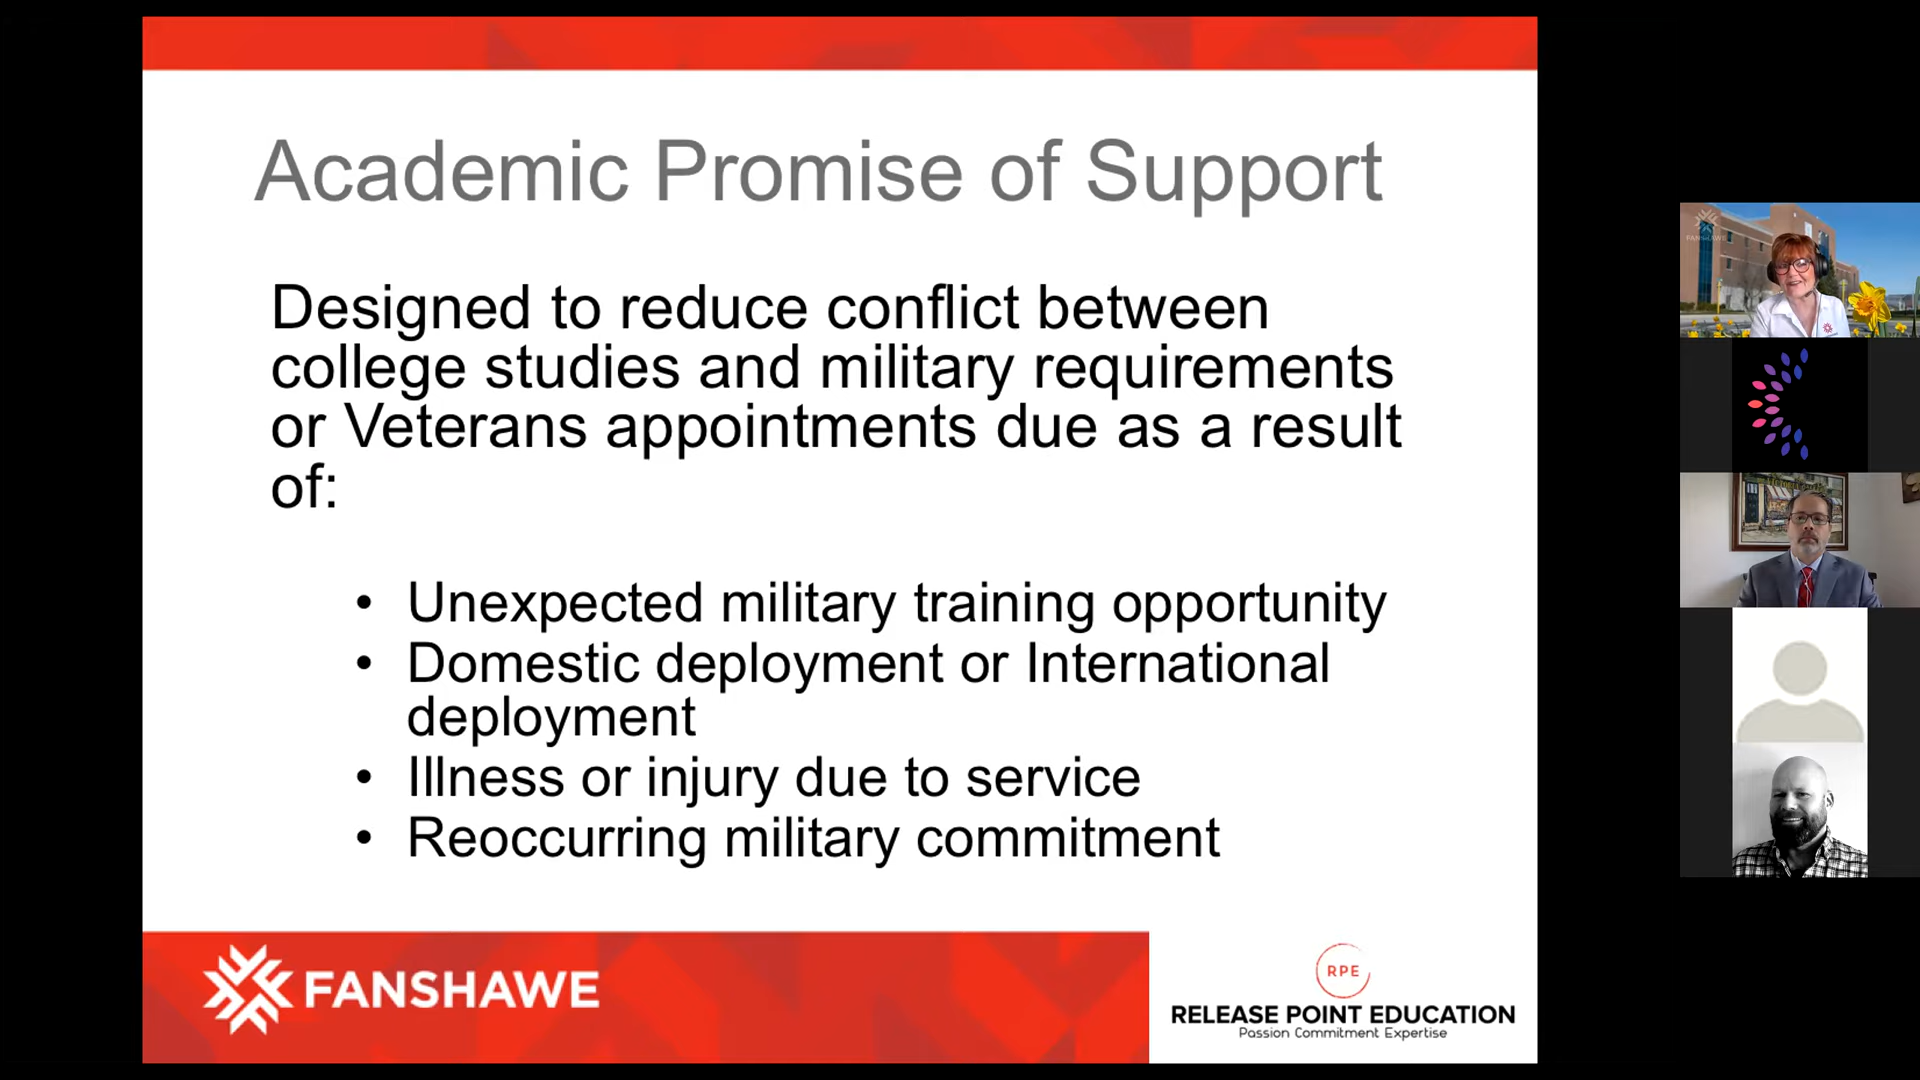 Academic Promise of Support
Designed to reduce conflict between
college studies and military requirements
or Veterans appointments due as a result
of:
• Unexpected military training opportunity
• Domestic deployment or International
deployment
• Illness or injury due to service
• Reoccurring military commitment
FANSHAWE
RPE
RELEASE POINT EDUCATION
Passion Commitment Expertise
FANSHAWE